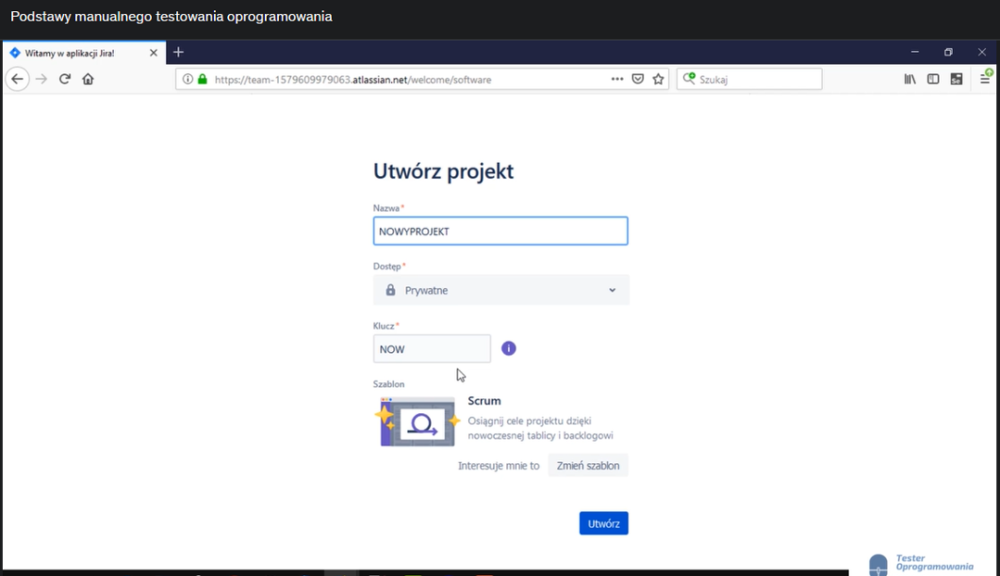 Podstawy manualnego testowania oprogramowania
Witamy w aplikacji Jira!
https://team-1579609979063.atlassian.net/welcome/software
Szukaj
Utwórz projekt
Nazwa*
NOWYPROJEKT
Dostęp*
Prywatne
Klucz*
NOW
Szablon
Scrum
Osiągnij cele projektu dzięki
nowoczesnej tablicy i backlogowi
Interesuje mnie to Zmień szablon
Utwórz
Tester
Oprogramowania